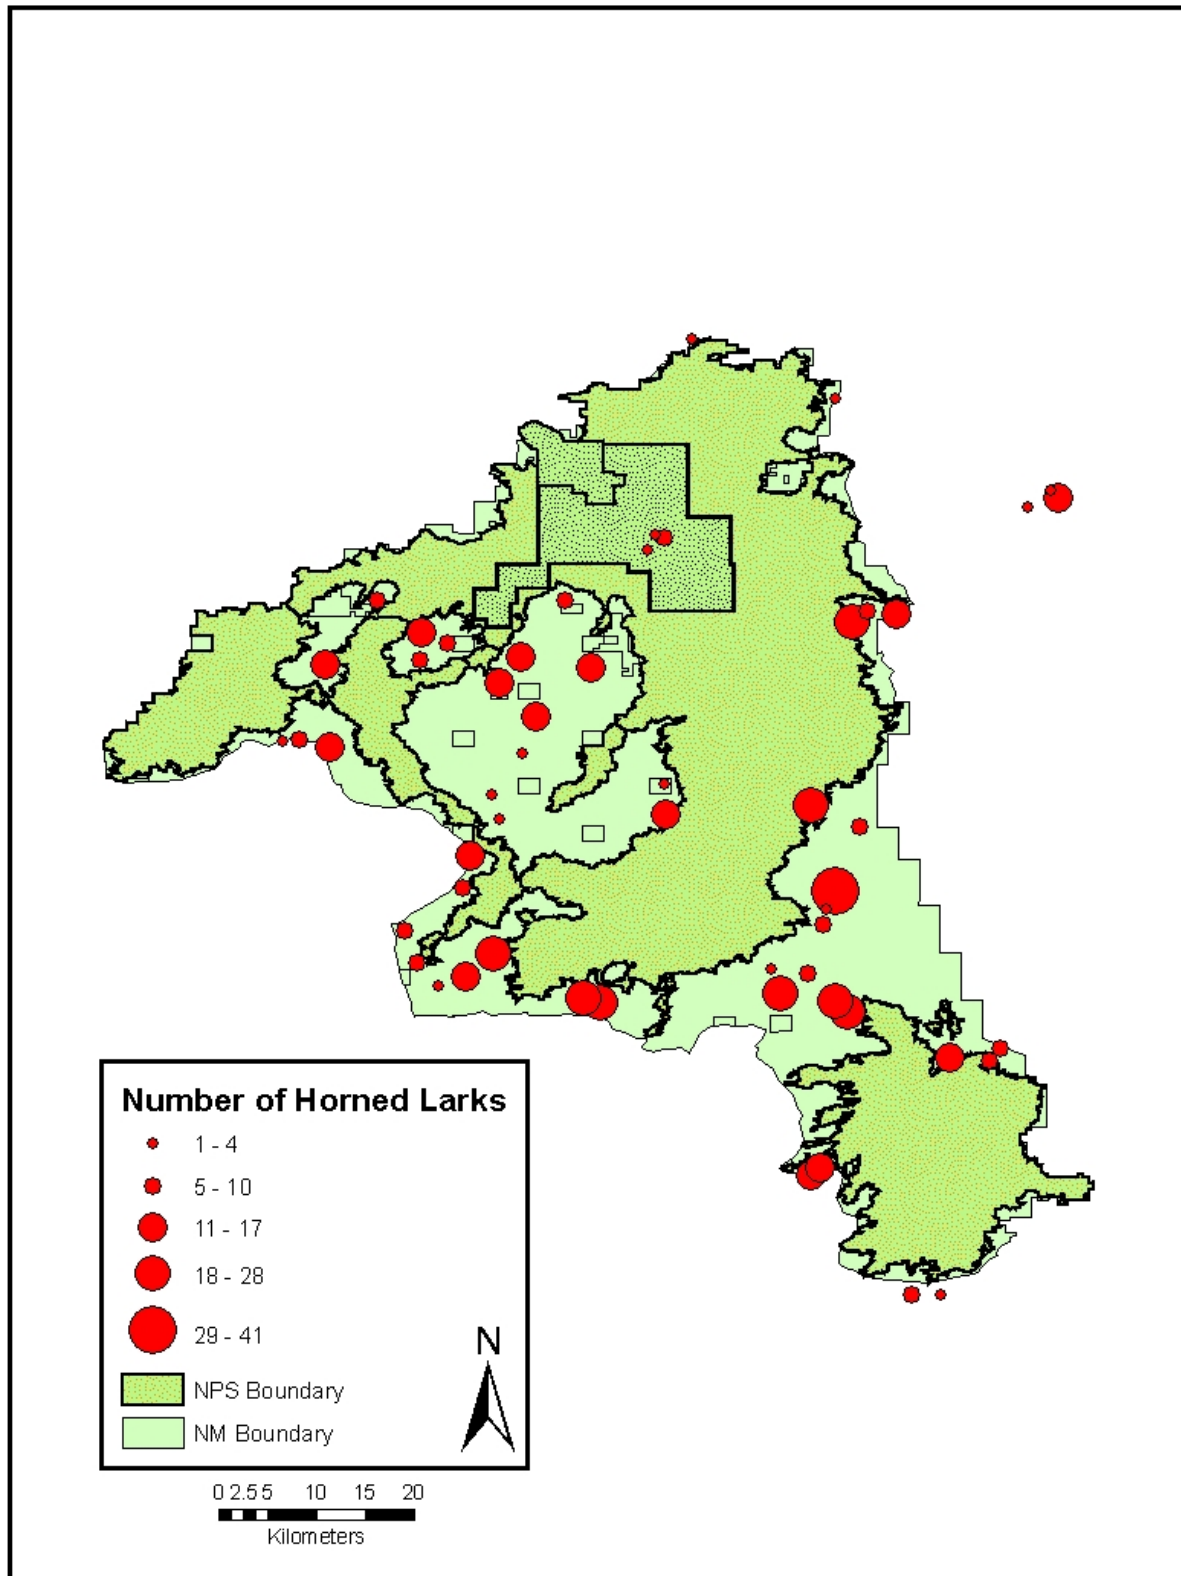 Number of Horned Larks
1 - 4
5 - 10
11 - 17
18 - 28
29 - 41
N
NPS Boundary
NM Boundary
0 2.5 5 10 15 20
Kilometers